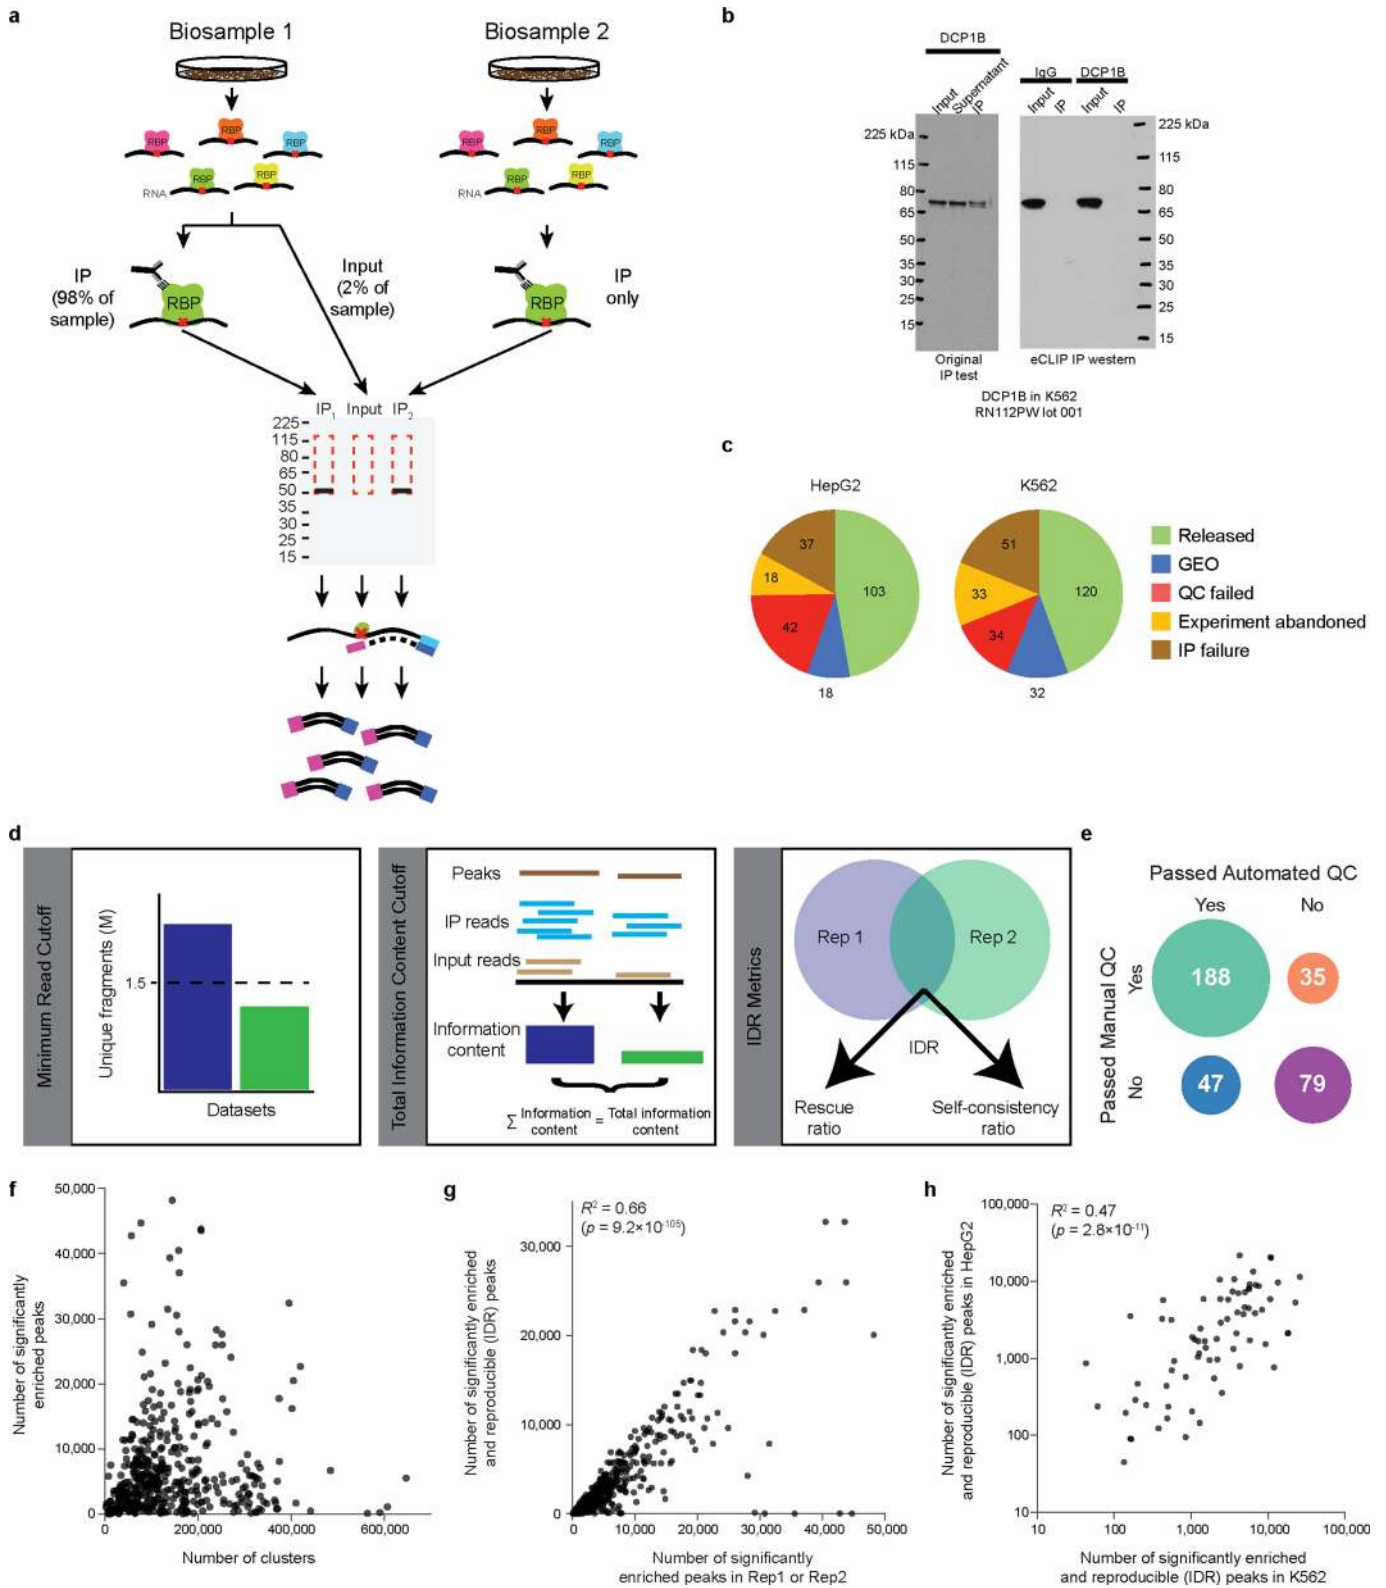 a
Biosample 1
Biosample 2
RBP
RBP
RBP
RBP
RBP
RNA
RBP
RBP
RBP
RBP
RBP
RNA
IP
(98% of
sample)
RBP
Input
(2% of
sample)
RBP
IP
only
IP1 Input IP2
225
115
80
65
50
35
30
25
15
b
DCP1B
Input
Supernatant
IP
225 kDa
115
80
65
50
35
30
25
15
Original
IP test
IgG
DCP1B
Input
IP
Input
IP
225 kDa
115
80
65
50
35
30
25
15
eCLIP IP western
DCP1B in K562
RN112PW lot 001
c
HepG2
K562
37
18
42
18
103
51
33
34
32
120
Released
GEO
QC failed
Experiment abandoned
IP failure
d
Minimum Read Cutoff
Unique fragments (M)
1.5
Datasets
Total Information Content Cutoff
Peaks
IP reads
Input reads
Information
content
∑ Information content = Total information content
IDR Metrics
Rep 1
Rep 2
IDR
Rescue
ratio
Self-consistency
ratio
e
Passed Automated QC
Yes
No
Passed Manual QC
Yes
No
188
35
47
79
f
Number of significantly
enriched peaks
50,000
40,000
30,000
20,000
10,000
0
0
200,000
400,000
600,000
Number of clusters
g
R² = 0.66
(p = 9.2×10⁻¹⁰⁵)
Number of significantly enriched
and reproducible (IDR) peaks
30,000
20,000
10,000
0
0
10,000
20,000
30,000
40,000
50,000
Number of significantly
enriched peaks in Rep1 or Rep2
h
R² = 0.47
(p = 2.8×10⁻¹¹)
Number of significantly enriched
and reproducible (IDR) peaks in HepG2
100,000
10,000
1,000
100
10
10
100
1,000
10,000
100,000
Number of significantly enriched
and reproducible (IDR) peaks in K562